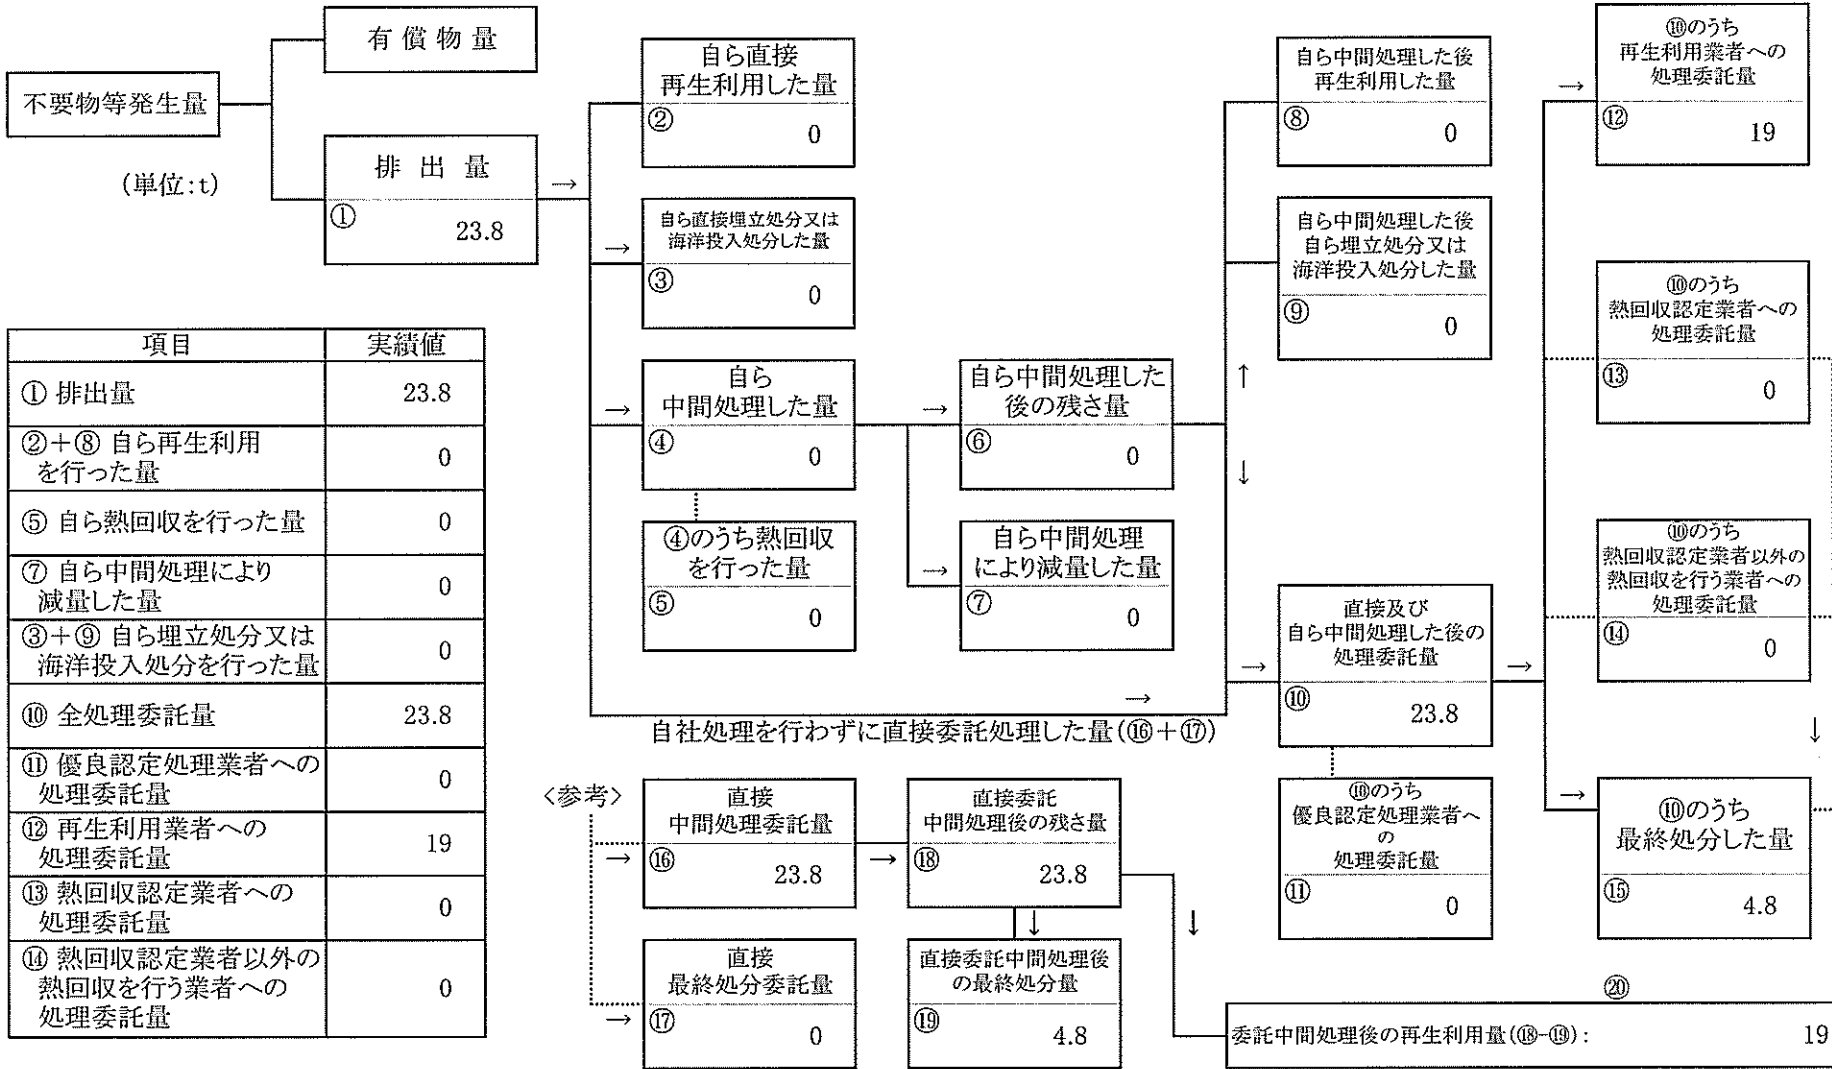 不要物等発生量
(単位:t)
有償物量
排出量
①
23.8
→
自ら直接
再生利用した量
②
0
→
自ら直接埋立処分又は
海洋投入処分した量
③
0
→
自ら
中間処理した量
④
0
④のうち熱回収
を行った量
⑤
0
→
自ら中間処理した
後の残さ量
⑥
0
→
自ら中間処理
により減量した量
⑦
0
↑
↓
自ら中間処理した後
再生利用した量
⑧
0
自ら中間処理した後
自ら埋立処分又は
海洋投入処分した量
⑨
0
→
自社処理を行わずに直接委託処理した量(⑯+⑰)
→
直接及び
自ら中間処理した後の
処理委託量
⑩
23.8
⑩のうち
優良認定処理業者へ
の
処理委託量
⑪
0
→
→
⑩のうち
再生利用業者への
処理委託量
⑫
19
⑩のうち
熱回収認定業者への
処理委託量
⑬
0
⑩のうち
熱回収認定業者以外の
熱回収を行う業者への
処理委託量
⑭
0
↓
→
⑩のうち
最終処分した量
⑮
4.8
項目 実績値
① 排出量 23.8
②+⑧ 自ら再生利用
を行った量 0
⑤ 自ら熱回収を行った量 0
⑦ 自ら中間処理により
減量した量 0
③+⑨ 自ら埋立処分又は
海洋投入処分を行った量 0
⑩ 全処理委託量 23.8
⑪ 優良認定処理業者への
処理委託量 0
⑫ 再生利用業者への
処理委託量 19
⑬ 熱回収認定業者への
処理委託量 0
⑭ 熱回収認定業者以外の
熱回収を行う業者への
処理委託量 0
<参考>
→
直接
中間処理委託量
⑯
23.8
→
直接委託
中間処理後の残さ量
⑱
23.8
→
直接
最終処分委託量
⑰
0
↓
直接委託中間処理後
の最終処分量
⑲
4.8
↓
⑳
委託中間処理後の再生利用量(⑱-⑲): 19